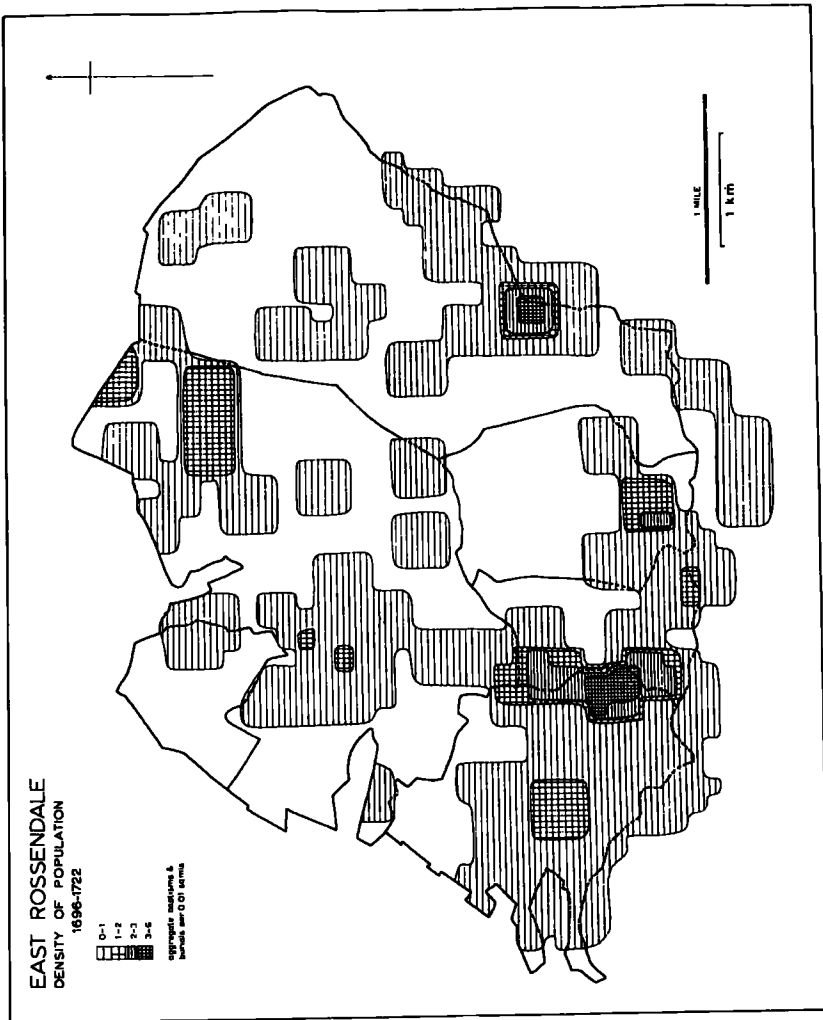 EAST ROSSENDALE
DENSITY OF POPULATION
1696-1722
0-1
1-2
2-3
3-6
aggregate baptisms &
burials per 0·01 sq mls
1 MILE
1 km